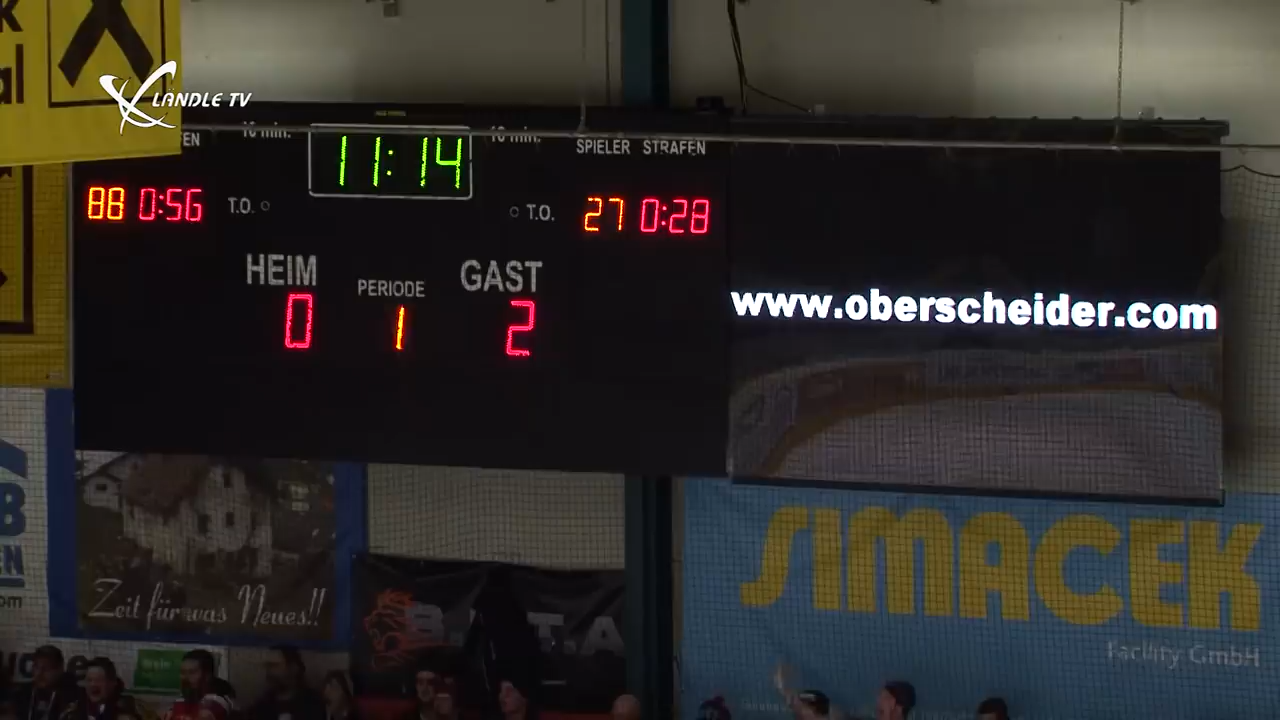 LÄNDLE TV
10 min.
11:14
10 min.
SPIELER STRAFEN
88 0:56
T.O.
T.O.
27 0:28
HEIM
PERIODE
GAST
0
1
2
www.oberscheider.com
SIMACEK
Facility GmbH
Zeit für was Neues!!